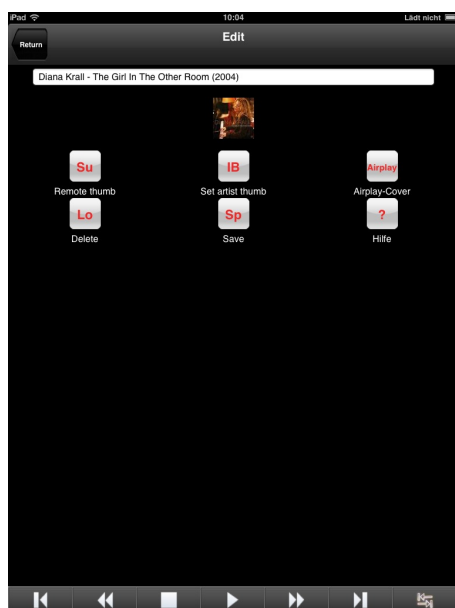 iPad 10:04 Lädt nicht
Return Edit
Diana Krall - The Girl In The Other Room (2004)
Su IB Airplay
Remote thumb Set artist thumb Airplay-Cover
Lo Sp ?
Delete Save Hilfe